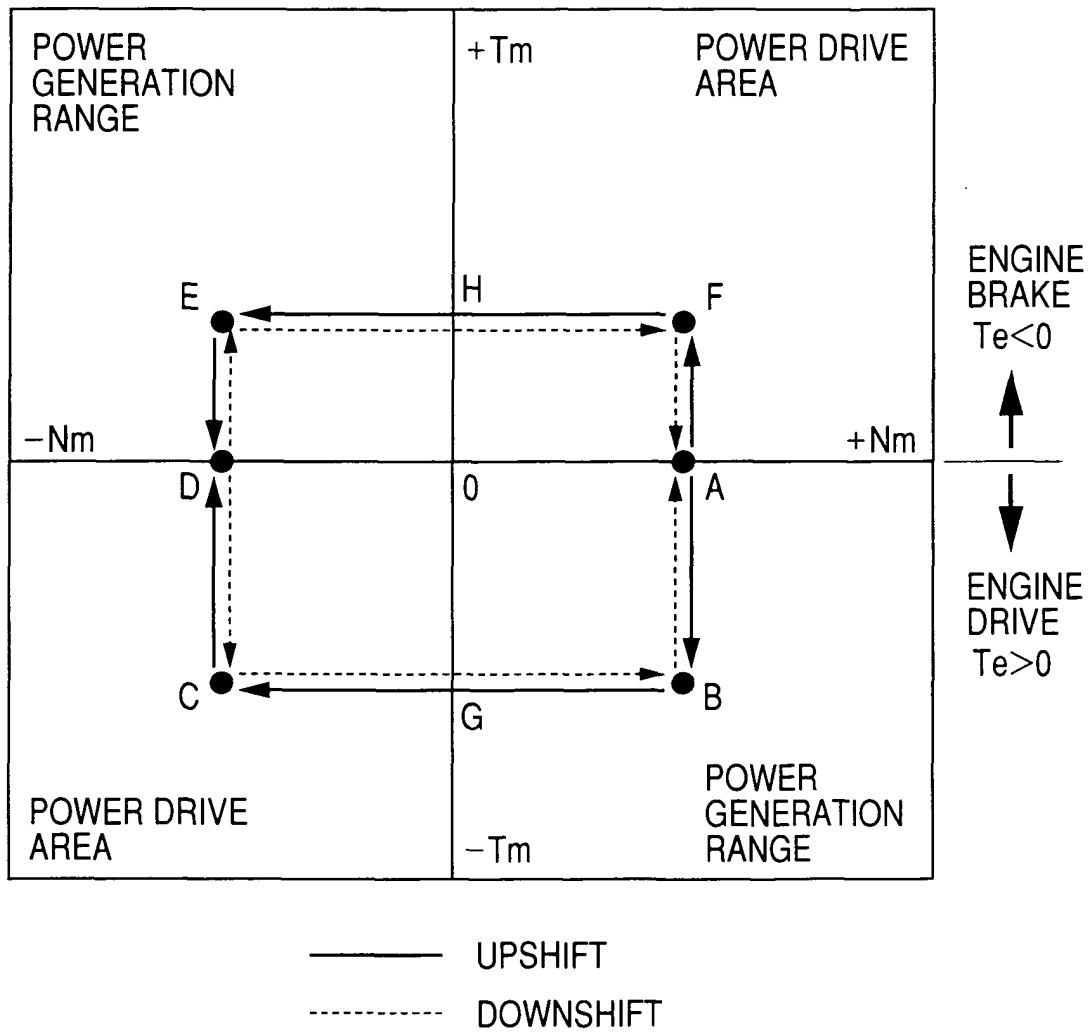 POWER
GENERATION
RANGE
+Tm
POWER DRIVE
AREA
E
H
F
ENGINE
BRAKE
Te<0
−Nm
+Nm
D
0
A
C
G
B
ENGINE
DRIVE
Te>0
POWER DRIVE
AREA
−Tm
POWER
GENERATION
RANGE
UPSHIFT
DOWNSHIFT